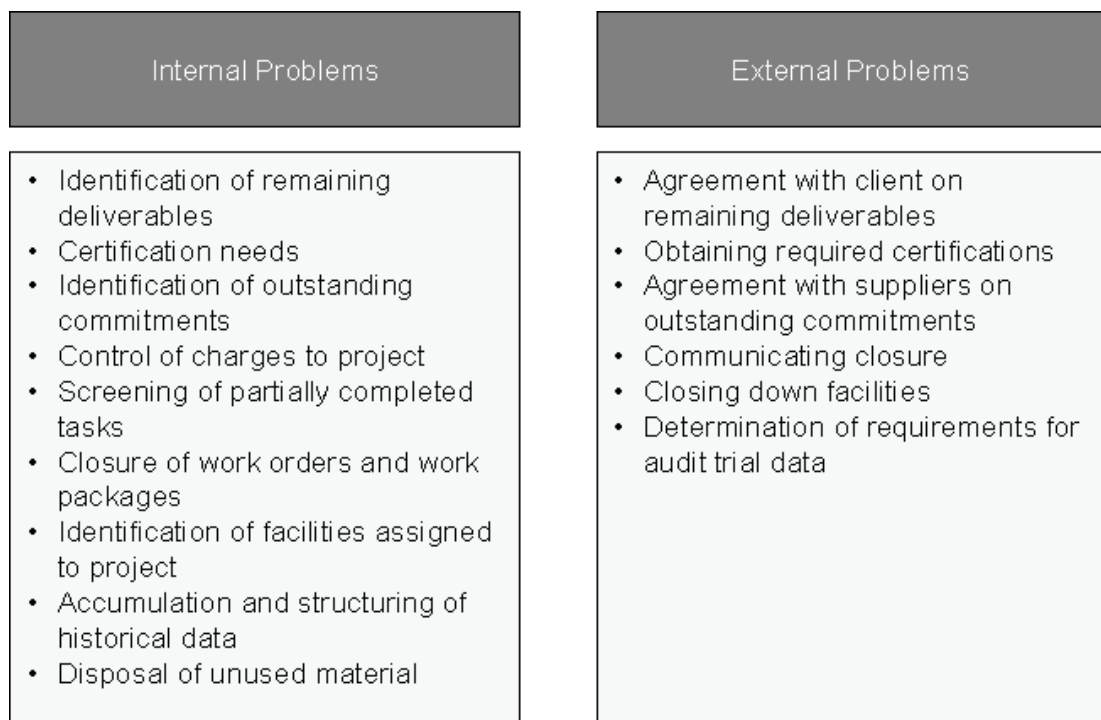 Internal Problems
• Identification of remaining
deliverables
• Certification needs
• Identification of outstanding
commitments
• Control of charges to project
• Screening of partially completed
tasks
• Closure of work orders and work
packages
• Identification of facilities assigned
to project
• Accumulation and structuring of
historical data
• Disposal of unused material
External Problems
• Agreement with client on
remaining deliverables
• Obtaining required certifications
• Agreement with suppliers on
outstanding commitments
• Communicating closure
• Closing down facilities
• Determination of requirements for
audit trial data